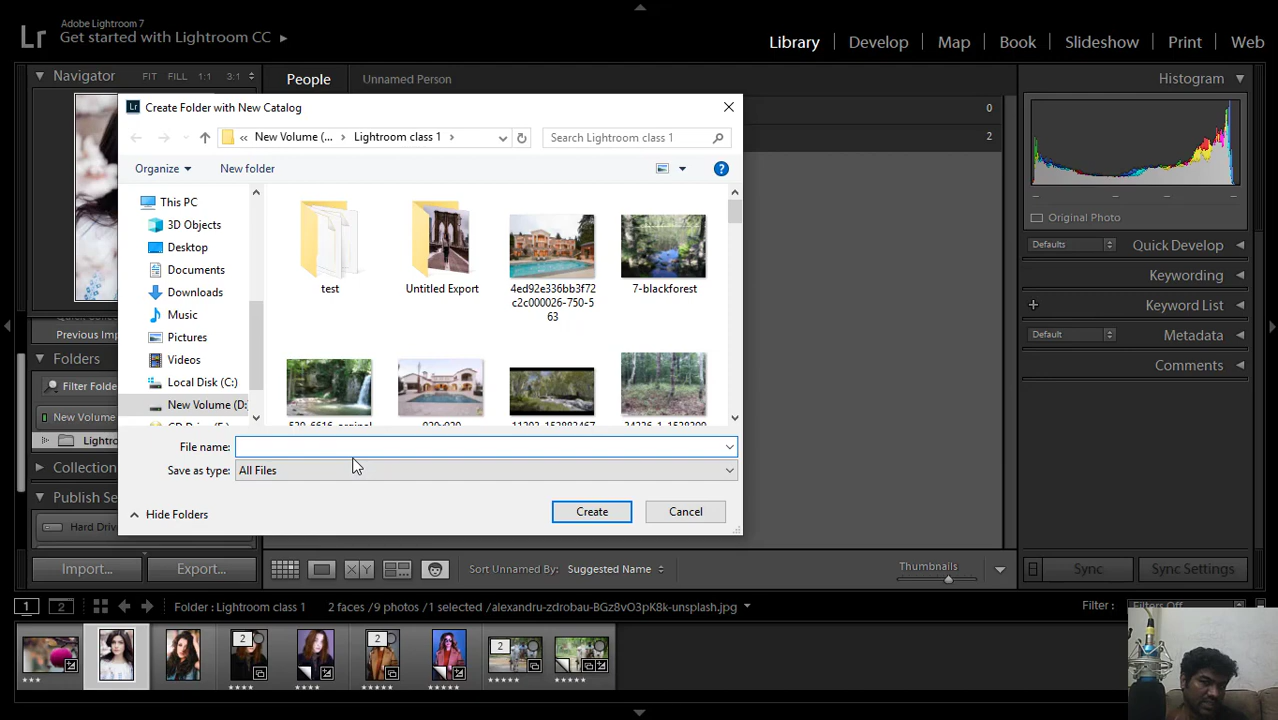 Adobe Lightroom 7
Lr Get started with Lightroom CC
Library Develop Map Book Slideshow Print Web
Navigator FIT FILL 1:1 3:1
People Unnamed Person
Histogram
Lr Create Folder with New Catalog
0
« New Volume (... Lightroom class 1
Search Lightroom class 1
2
Organize New folder
This PC
3D Objects
Desktop
Documents
Downloads
Music
Pictures
Videos
Local Disk (C:)
New Volume (D:
test
Untitled Export
4ed92e336bb3f72
c2c000026-750-5
63
7-blackforest
Original Photo
Defaults Quick Develop
Keywording
Keyword List
Default Metadata
Comments
Previous Im
Folders
Filter Folde
New Volume
Lightro
Collection
Publish Se
Hard Driv
File name:
Save as type: All Files
Hide Folders
Create Cancel
Import... Export...
X Y
Sort Unnamed By: Suggested Name
Thumbnails
Sync Sync Settings
1 2 Folder : Lightroom class 1 2 faces /9 photos /1 selected /alexandru-zdrobau-BGz8vO3pK8k-unsplash.jpg
Filter : Filters Off
2 2 2